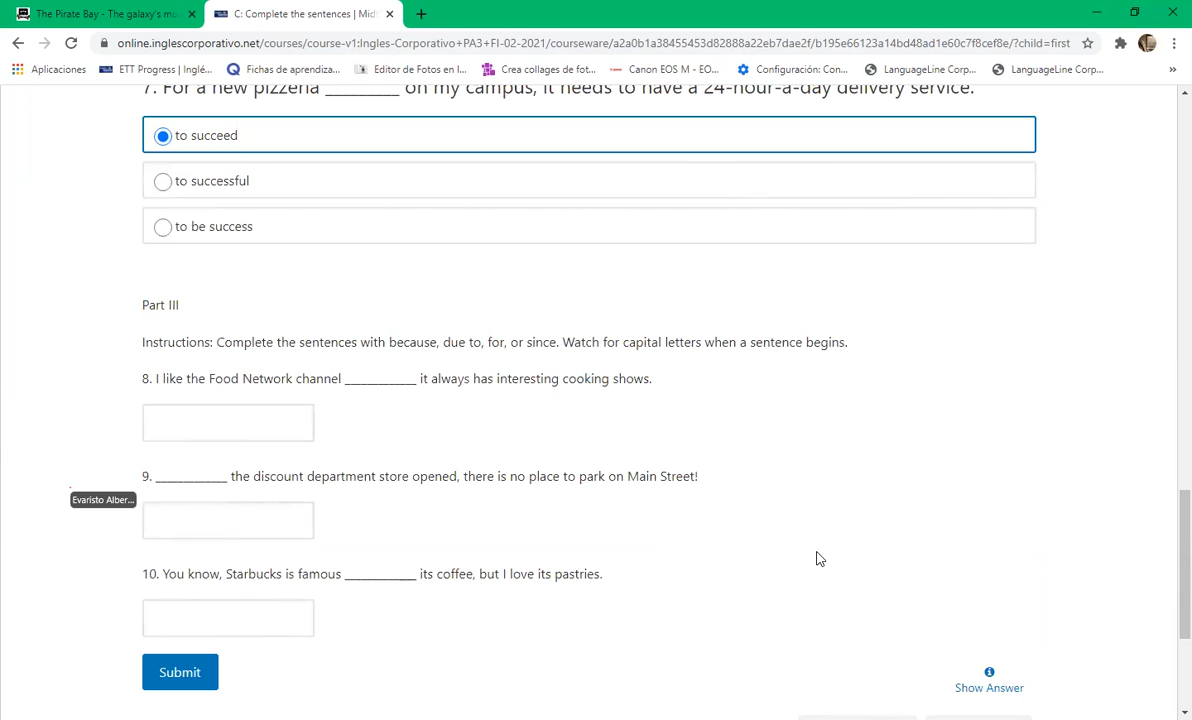 The Pirate Bay - The galaxy's mo
C: Complete the sentences | Mid
online.inglescorporativo.net/courses/course-v1:Ingles-Corporativo+PA3+FI-02-2021/courseware/a2a0b1a38455453d82888a22eb7dae2f/b195e66123a14bd48ad1e60c7f8cef8e/?child=first
Aplicaciones
ETT Progress | Inglé...
Fichas de aprendiza...
Editor de Fotos en l...
Crea collages de fot...
Canon EOS M - EO...
Configuración: Con...
LanguageLine Corp...
LanguageLine Corp...
7. For a new pizzeria _________ on my campus, it needs to have a 24-hour-a-day delivery service.
to succeed
to successful
to be success
Part III
Instructions: Complete the sentences with because, due to, for, or since. Watch for capital letters when a sentence begins.
8. I like the Food Network channel ____________ it always has interesting cooking shows.
9. ____________ the discount department store opened, there is no place to park on Main Street!
Evaristo Alber...
10. You know, Starbucks is famous ____________ its coffee, but I love its pastries.
Submit
Show Answer